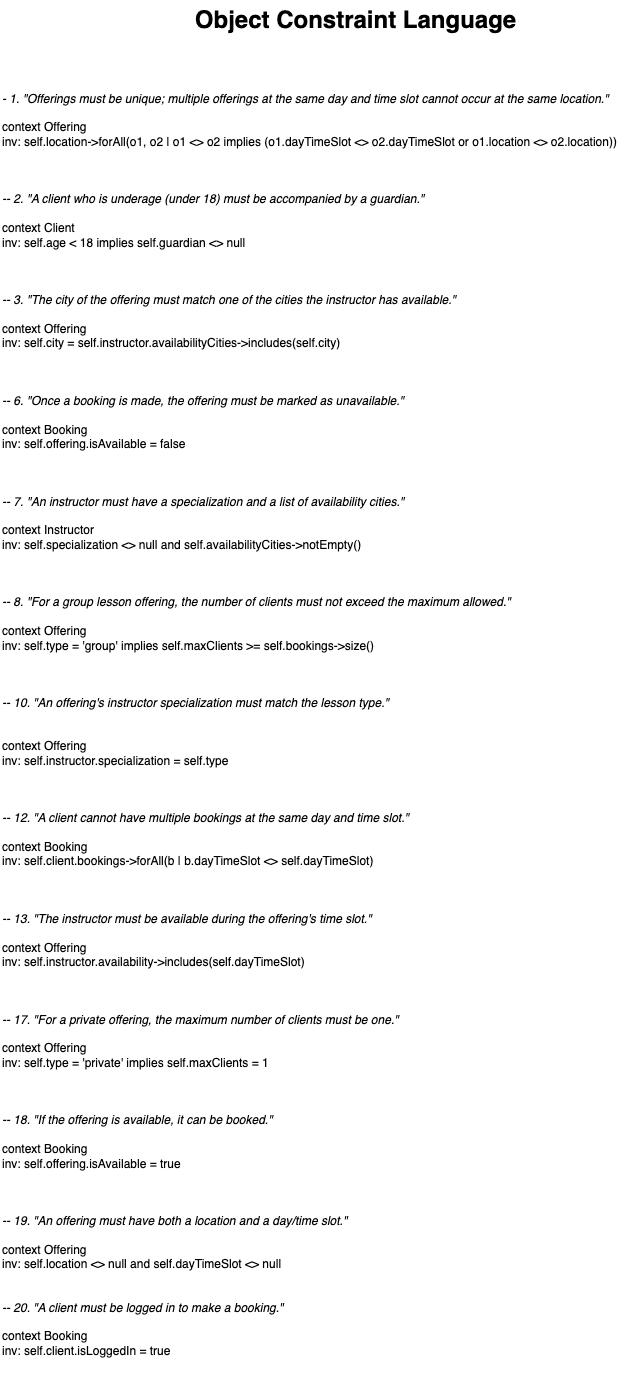 Object Constraint Language
- 1. "Offerings must be unique; multiple offerings at the same day and time slot cannot occur at the same location."
context Offering
inv: self.location->forAll(o1, o2 | o1 <> o2 implies (o1.dayTimeSlot <> o2.dayTimeSlot or o1.location <> o2.location))
-- 2. "A client who is underage (under 18) must be accompanied by a guardian."
context Client
inv: self.age < 18 implies self.guardian <> null
-- 3. "The city of the offering must match one of the cities the instructor has available."
context Offering
inv: self.city = self.instructor.availabilityCities->includes(self.city)
-- 6. "Once a booking is made, the offering must be marked as unavailable."
context Booking
inv: self.offering.isAvailable = false
-- 7. "An instructor must have a specialization and a list of availability cities."
context Instructor
inv: self.specialization <> null and self.availabilityCities->notEmpty()
-- 8. "For a group lesson offering, the number of clients must not exceed the maximum allowed."
context Offering
inv: self.type = 'group' implies self.maxClients >= self.bookings->size()
-- 10. "An offering's instructor specialization must match the lesson type."
context Offering
inv: self.instructor.specialization = self.type
-- 12. "A client cannot have multiple bookings at the same day and time slot."
context Booking
inv: self.client.bookings->forAll(b | b.dayTimeSlot <> self.dayTimeSlot)
-- 13. "The instructor must be available during the offering's time slot."
context Offering
inv: self.instructor.availability->includes(self.dayTimeSlot)
-- 17. "For a private offering, the maximum number of clients must be one."
context Offering
inv: self.type = 'private' implies self.maxClients = 1
-- 18. "If the offering is available, it can be booked."
context Booking
inv: self.offering.isAvailable = true
-- 19. "An offering must have both a location and a day/time slot."
context Offering
inv: self.location <> null and self.dayTimeSlot <> null
-- 20. "A client must be logged in to make a booking."
context Booking
inv: self.client.isLoggedIn = true